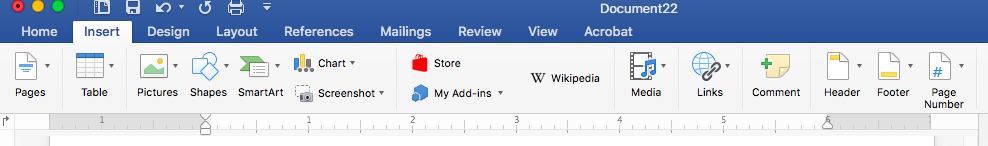 Document22
Home Insert Design Layout References Mailings Review View Acrobat
Pages
Table
Pictures
Shapes
SmartArt
Chart
Screenshot
Store
My Add-ins
W Wikipedia
Media
Links
Comment
Header
Footer
#
Page
Number
1 1 2 3 4 5 6